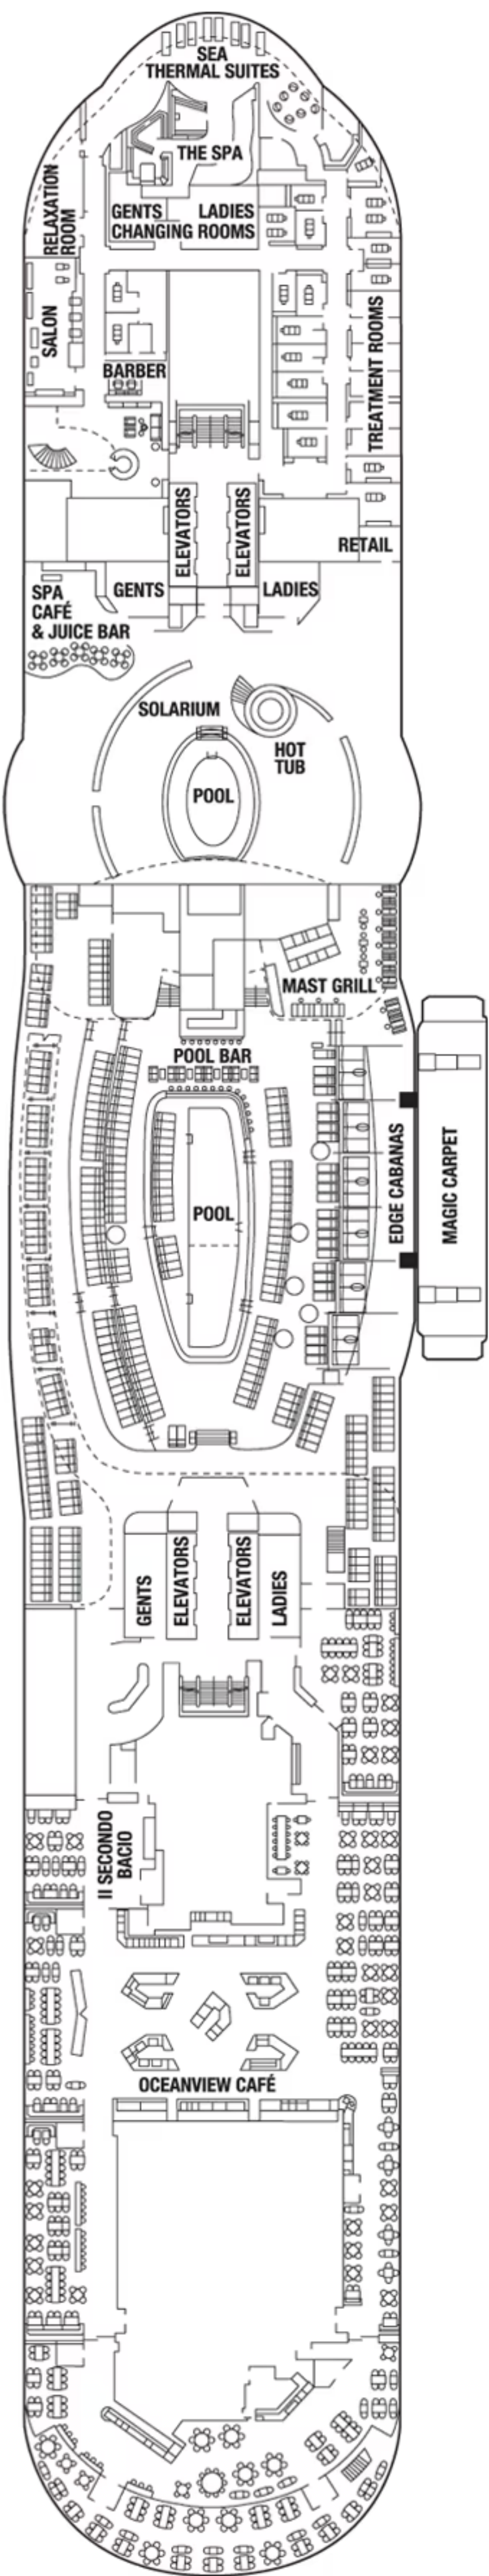 SEA
THERMAL SUITES
THE SPA
RELAXATION
ROOM
GENTS LADIES
CHANGING ROOMS
SALON
TREATMENT ROOMS
BARBER
ELEVATORS
ELEVATORS
RETAIL
SPA
CAFÉ
& JUICE BAR
GENTS
LADIES
SOLARIUM
HOT
TUB
POOL
MAST GRILL
POOL BAR
POOL
EDGE CABANAS
MAGIC CARPET
GENTS
ELEVATORS
ELEVATORS
LADIES
II SECONDO
BACIO
OCEANVIEW CAFÉ